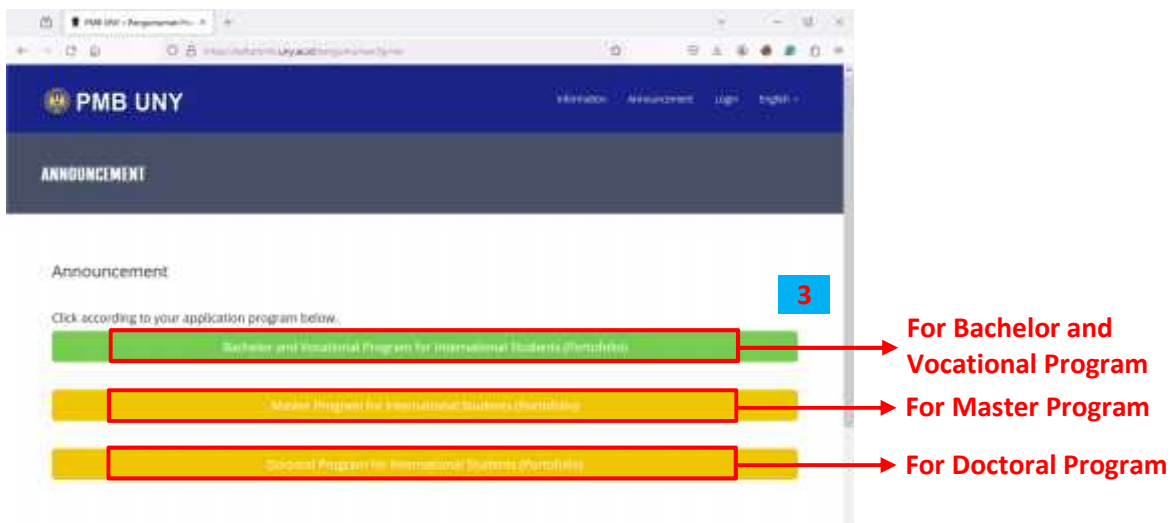 PMB UNY
Information Announcement Login English
ANNOUNCEMENT
Announcement
3
Click according to your application program below.
Bachelor and Vocational Program for International Students (Portofolio)
For Bachelor and
Vocational Program
Master Program for International Students (Portofolio)
For Master Program
Doctoral Program for International Students (Portofolio)
For Doctoral Program